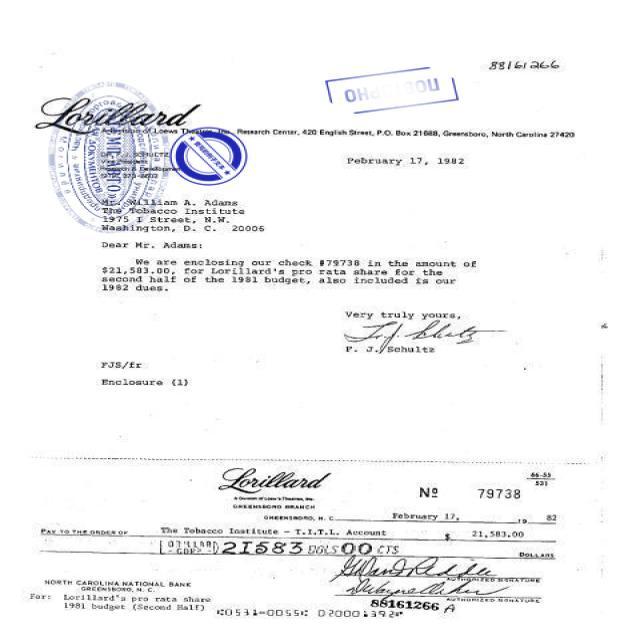 88161266
ПОВТОРНО
Lorillard
A Division of Loews Theatres, Inc. Research Center, 420 English Street, P.O. Box 21688, Greensboro, North Carolina 27420
DR. F. J. SCHULTZ
Vice President
Research & Development
February 17, 1982
Mr. William A. Adams
The Tobacco Institute
1975 I Street, N.W.
Washington, D. C. 20006
Dear Mr. Adams:
We are enclosing our check #79738 in the amount of
$21,583.00, for Lorillard's pro rata share for the
second half of the 1981 budget, also included is our
1982 dues.
Very truly yours,
F. J. Schultz
F. J. Schultz
FJS/fr
Enclosure (1)
Lorillard
A Division of Loew's Theatres, Inc.
GREENSBORO BRANCH
GREENSBORO, N. C.
Nº 79738
66-55
531
February 17, 19 82
PAY TO THE ORDER OF The Tobacco Institute - T.I.T.L. Account $ 21,583.00
21583 DOLS 00 CTS
DOLLARS
AUTHORIZED SIGNATURE
NORTH CAROLINA NATIONAL BANK
GREENSBORO, N. C.
AUTHORIZED SIGNATURE
For: Lorillard's pro rata share
1981 budget (Second Half)
88161266 A